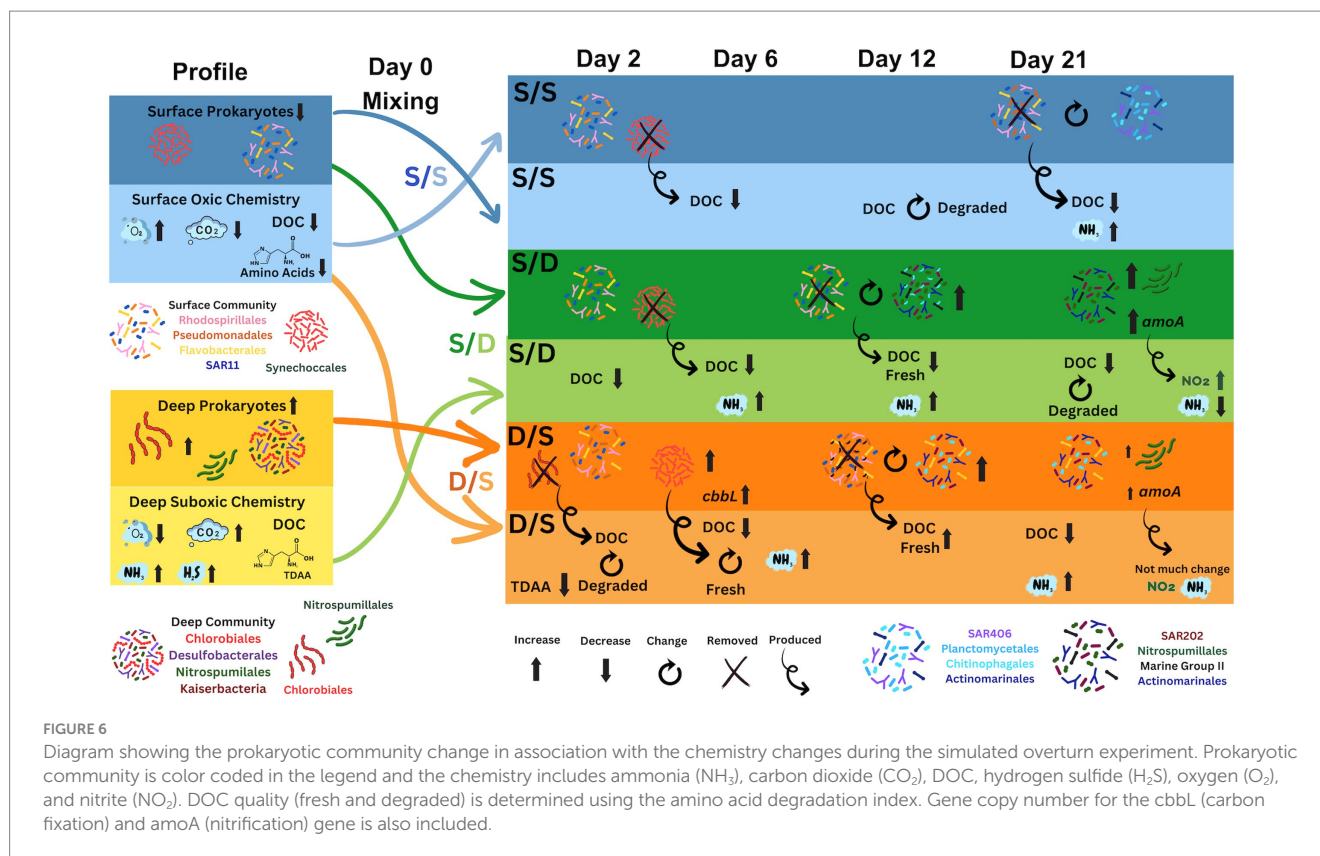 Profile
Day 0
Mixing
Day 2
Day 6
Day 12
Day 21
Surface Prokaryotes
Surface Oxic Chemistry
O₂
CO₂
DOC
O
OH
NH₂
N
HN
Amino Acids
Surface Community
Rhodospirillales
Pseudomonadales
Flavobacterales
SAR11
Synechoccales
Deep Prokaryotes
Deep Suboxic Chemistry
O₂
CO₂
DOC
O
OH
NH₂
N
HN
TDAA
NH₃
H₂S
Nitrospumillales
Deep Community
Chlorobiales
Desulfobacterales
Nitrospumilales
Kaiserbacteria
Chlorobiales
S/S
S/D
D/S
S/S
S/S
DOC
DOC
Degraded
DOC
NH₃
S/D
amoA
S/D
DOC
DOC
NH₃
DOC
Fresh
NH₃
DOC
Degraded
NO₂
NH₃
D/S
cbbL
amoA
D/S
TDAA
DOC
Degraded
DOC
Fresh
NH₃
DOC
Fresh
DOC
NH₃
Not much change
NO₂ NH₃
Increase
Decrease
Change
Removed
Produced
SAR406
Planctomycetales
Chitinophagales
Actinomarinales
SAR202
Nitrospumillales
Marine Group II
Actinomarinales
FIGURE 6
Diagram showing the prokaryotic community change in association with the chemistry changes during the simulated overturn experiment. Prokaryotic
community is color coded in the legend and the chemistry includes ammonia (NH₃), carbon dioxide (CO₂), DOC, hydrogen sulfide (H₂S), oxygen (O₂),
and nitrite (NO₂). DOC quality (fresh and degraded) is determined using the amino acid degradation index. Gene copy number for the cbbL (carbon
fixation) and amoA (nitrification) gene is also included.